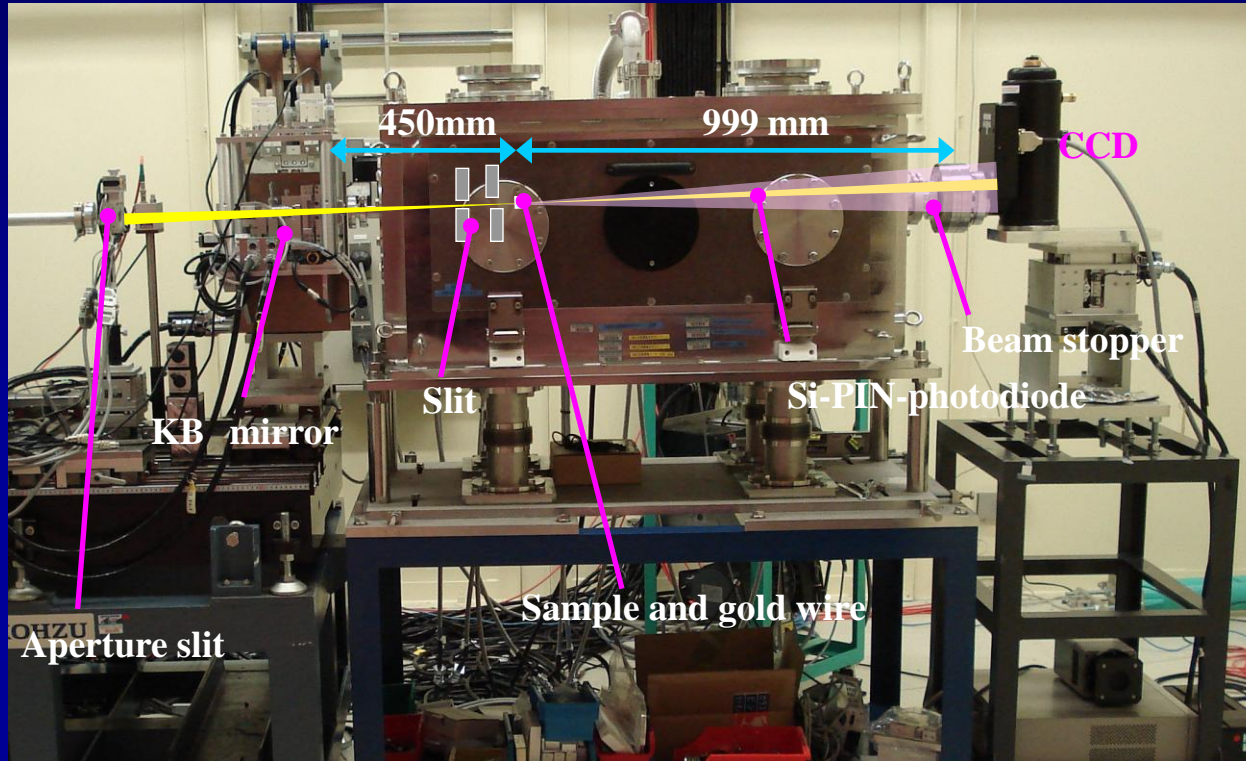 450mm
999 mm
CCD
Beam stopper
Si-PIN-photodiode
Slit
KB mirror
Sample and gold wire
OHZU
Aperture slit